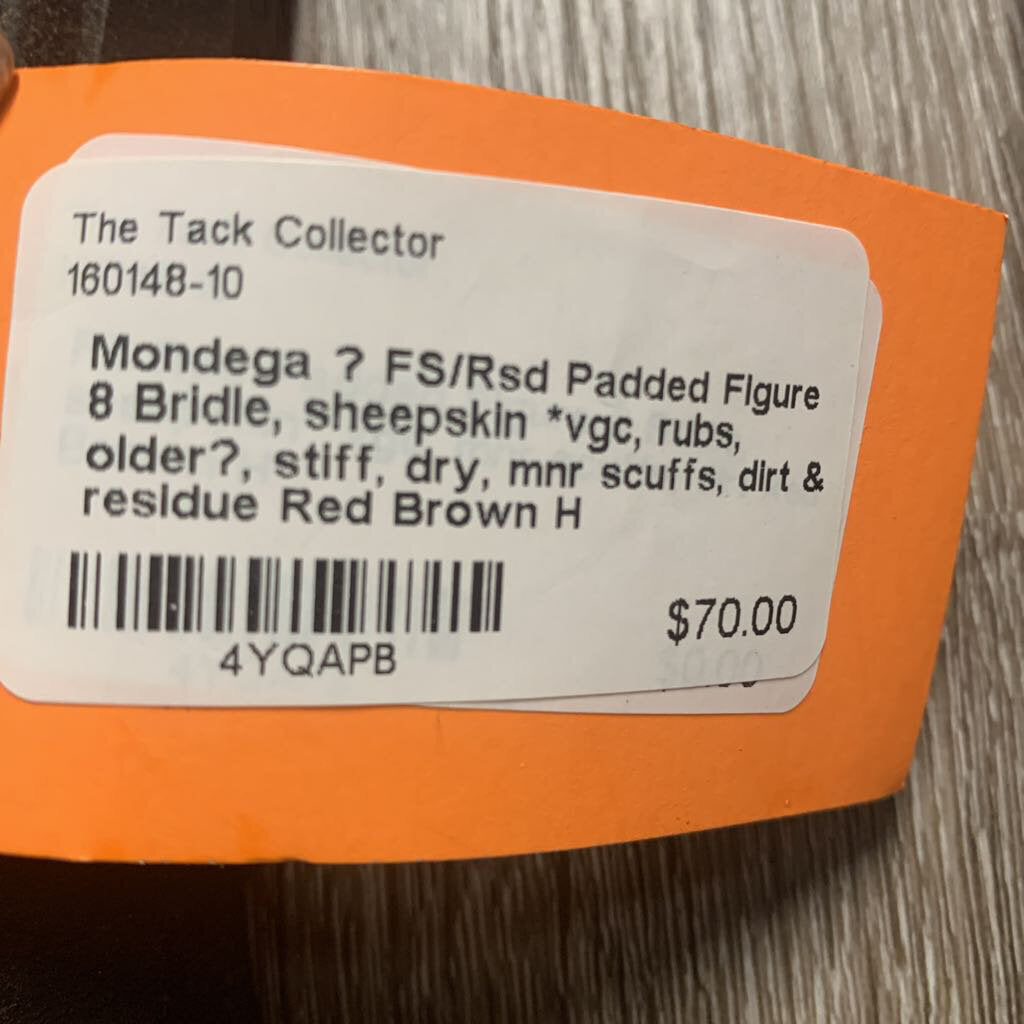 The Tack Collector
160148-10
Mondega ? FS/Rsd Padded Figure
8 Bridle, sheepskin *vgc, rubs,
older?, stiff, dry, mnr scuffs, dirt &
residue Red Brown H
4YQAPB
$70.00